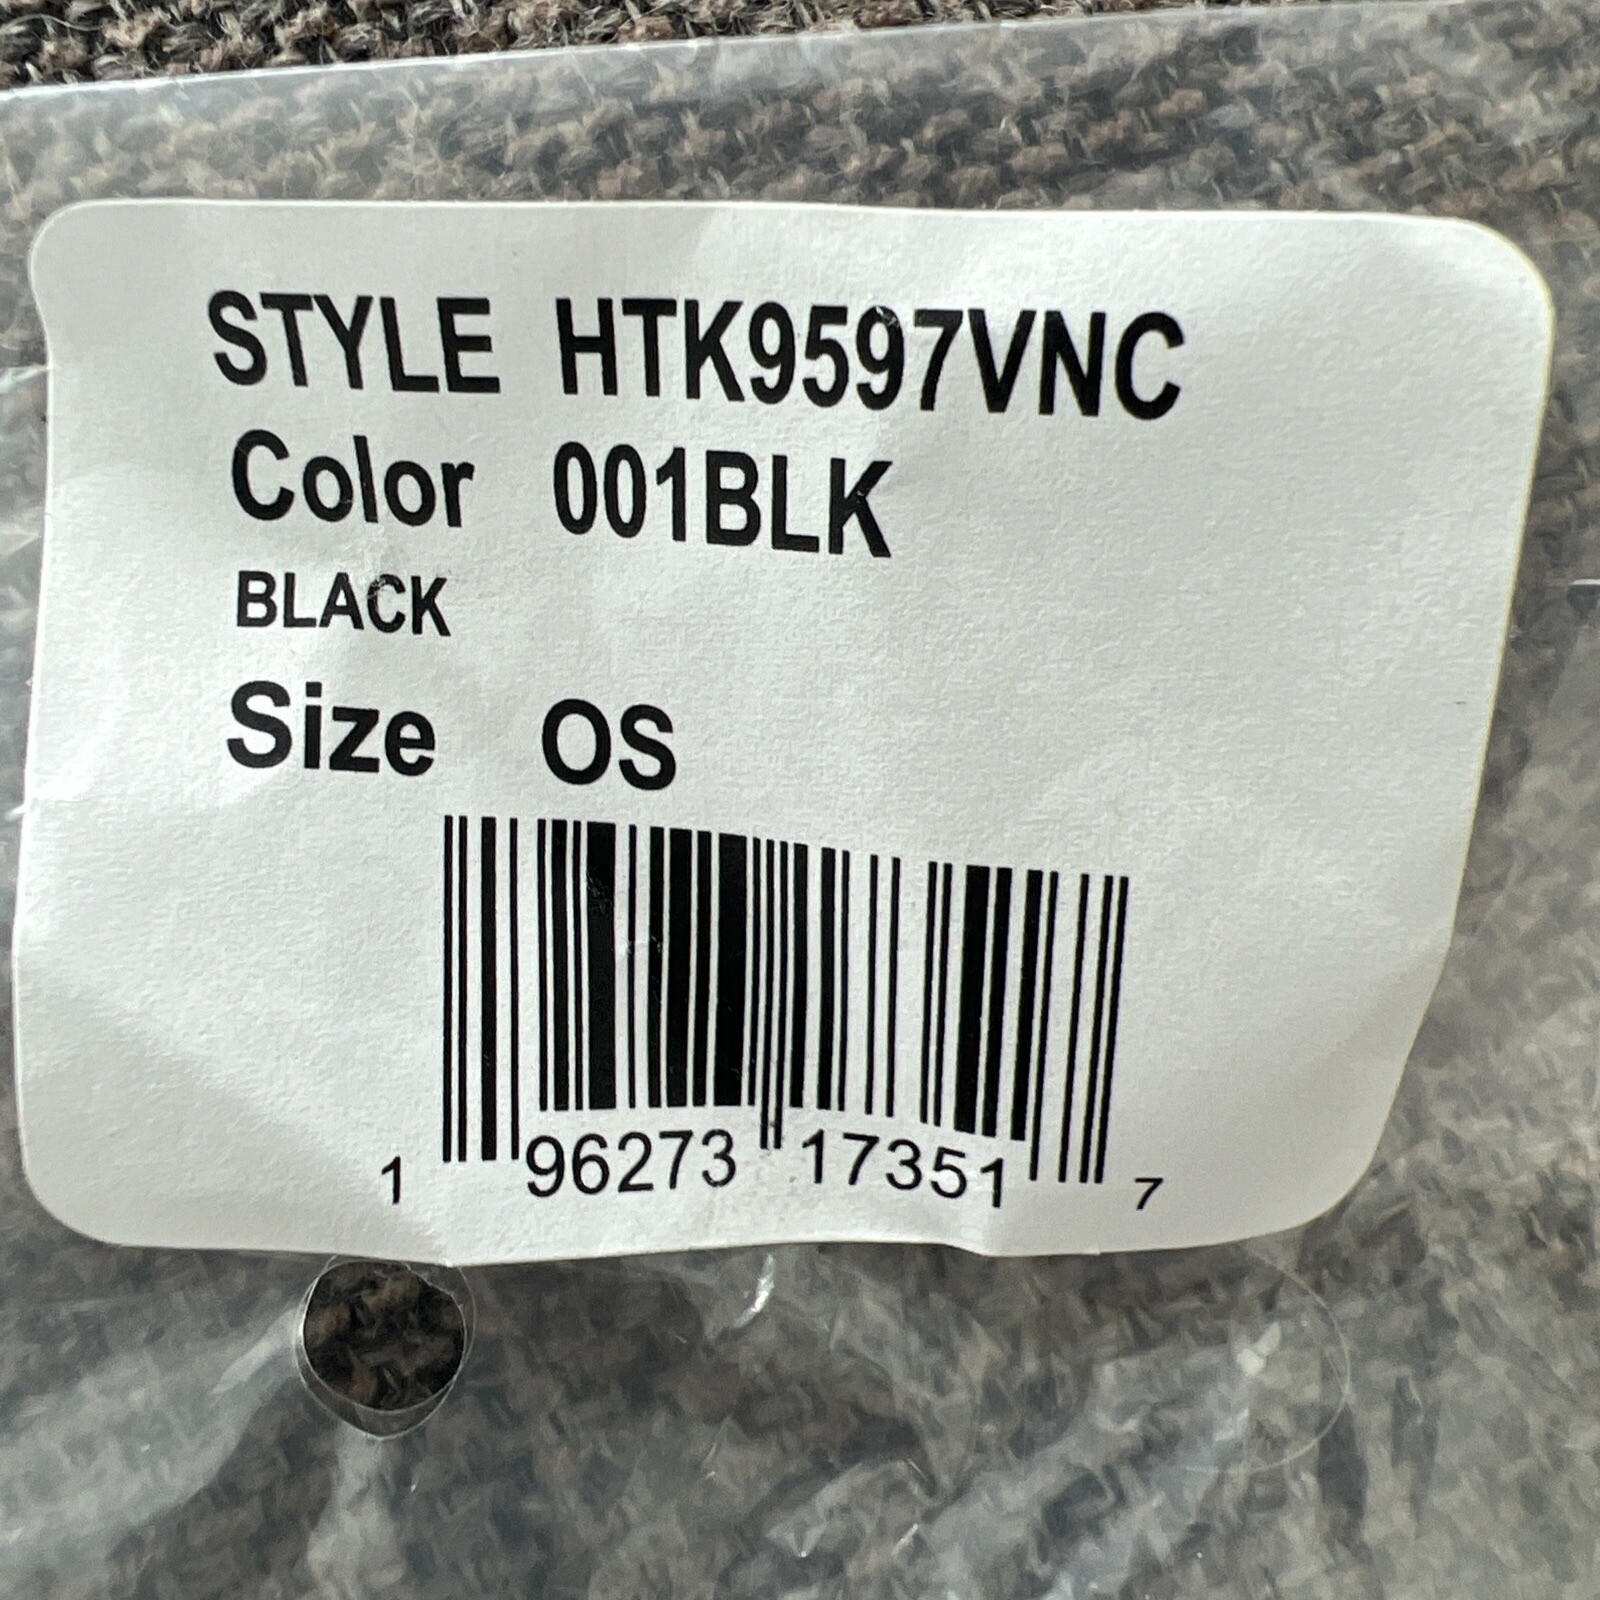 STYLE HTK9597VNC
Color 001BLK
BLACK
Size OS
1 96273 17351 7